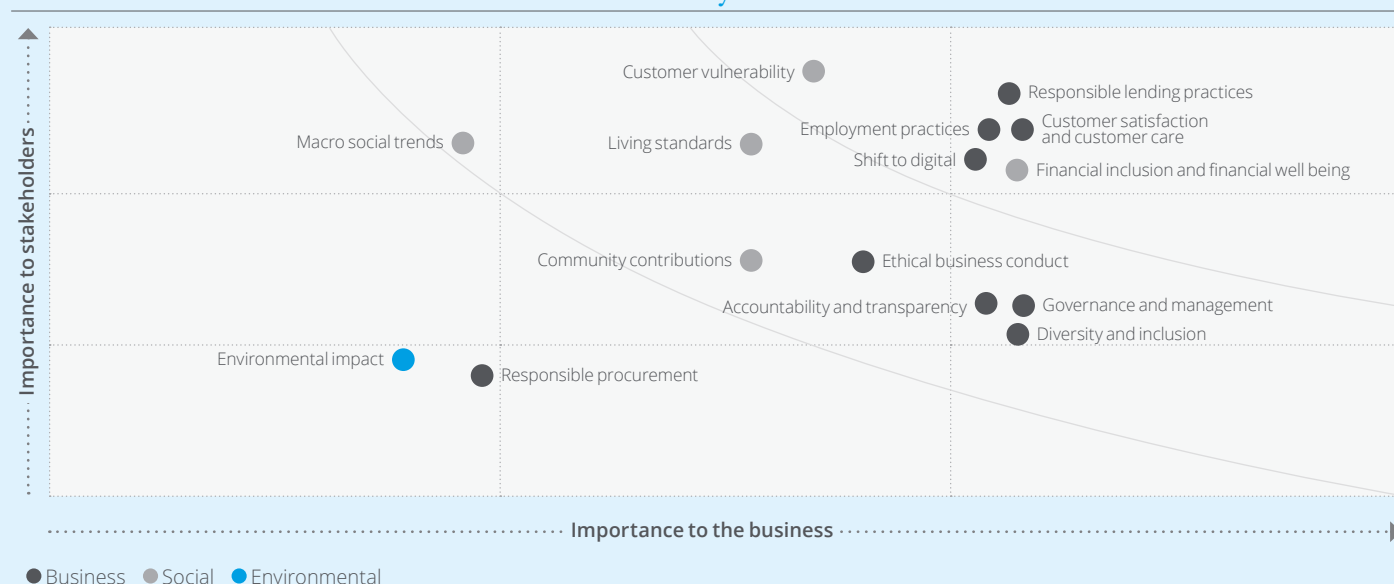 Customer vulnerability
Responsible lending practices
Employment practices
Customer satisfaction
and customer care
Macro social trends
Living standards
Shift to digital
Financial inclusion and financial well being
Importance to stakeholders
Community contributions
Ethical business conduct
Accountability and transparency
Governance and management
Diversity and inclusion
Environmental impact
Responsible procurement
Importance to the business
Business Social Environmental